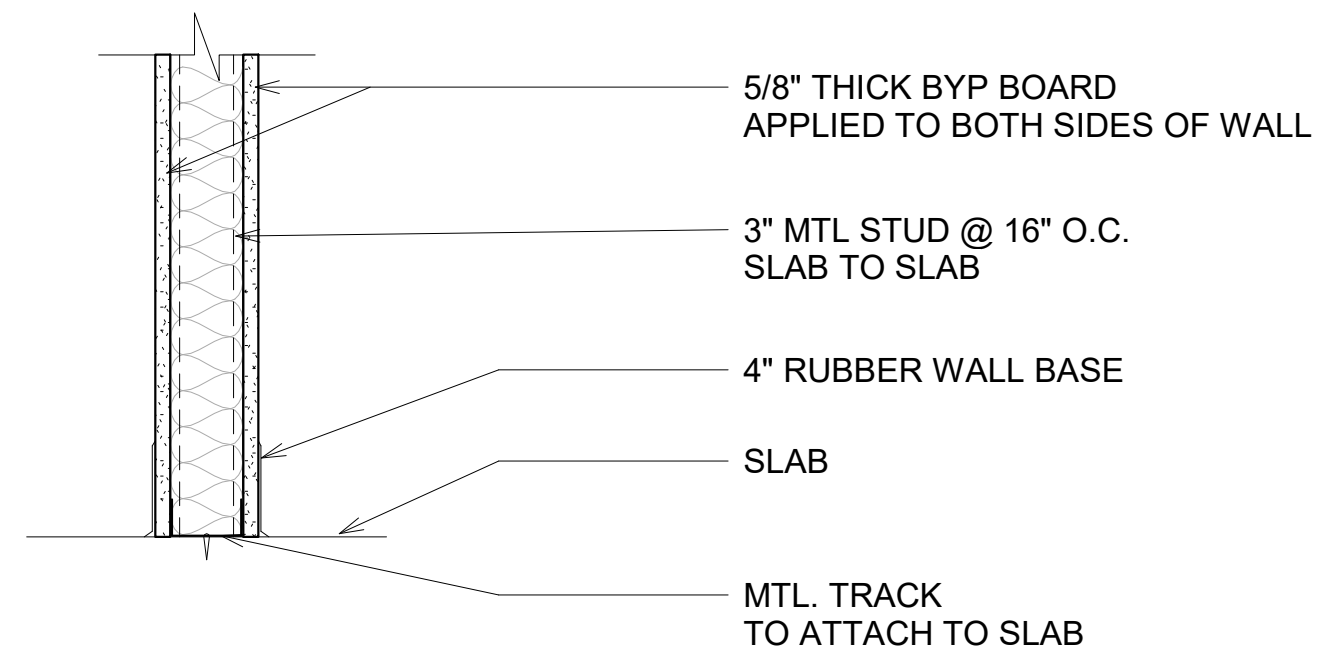 5/8" THICK BYP BOARD
APPLIED TO BOTH SIDES OF WALL
3" MTL STUD @ 16" O.C.
SLAB TO SLAB
4" RUBBER WALL BASE
SLAB
MTL. TRACK
TO ATTACH TO SLAB